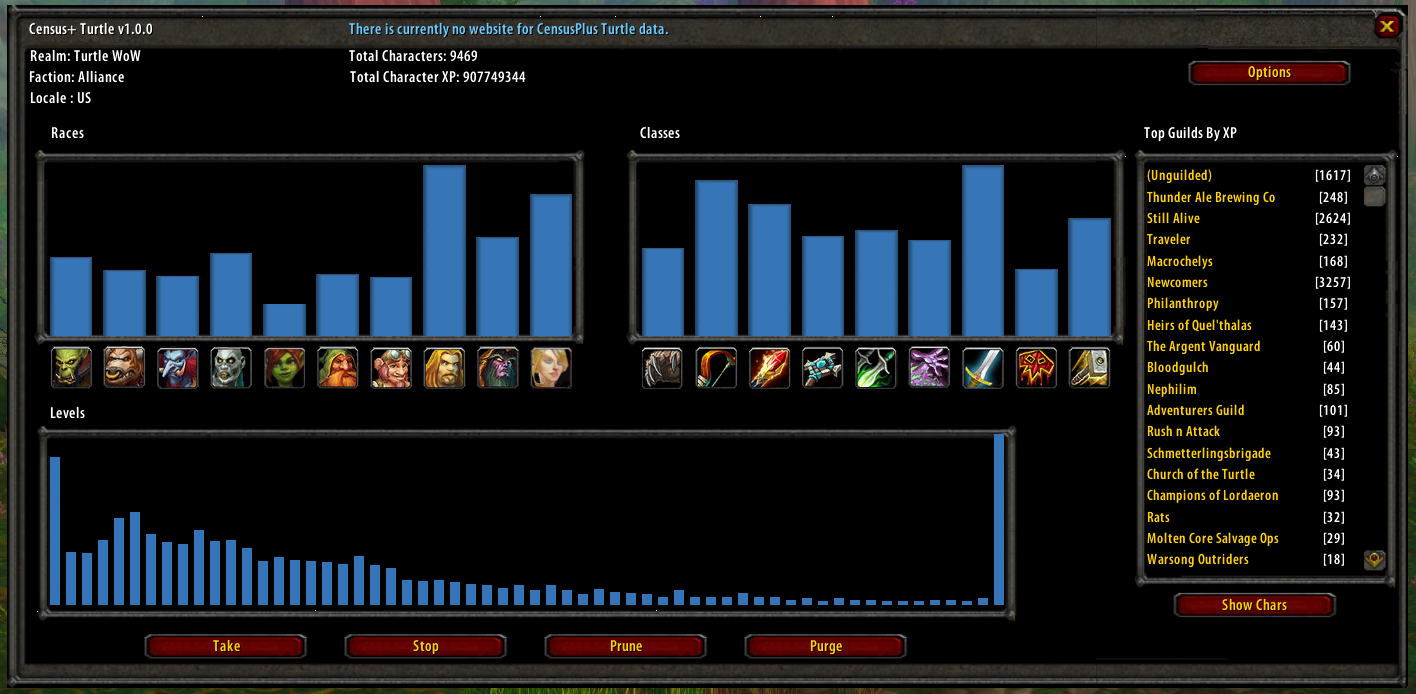 Census+ Turtle v1.0.0
There is currently no website for CensusPlus Turtle data.
Realm: Turtle WoW
Total Characters: 9469
Faction: Alliance
Total Character XP: 907749344
Options
Locale : US
Races
Classes
Top Guilds By XP
(Unguilded) [1617]
Thunder Ale Brewing Co [248]
Still Alive [2624]
Traveler [232]
Macrochelys [168]
Newcomers [3257]
Philanthropy [157]
Heirs of Quel'thalas [143]
The Argent Vanguard [60]
Bloodgulch [44]
Nephilim [85]
Adventurers Guild [101]
Rush n Attack [93]
Schmetterlingsbrigade [43]
Church of the Turtle [34]
Champions of Lordaeron [93]
Rats [32]
Molten Core Salvage Ops [29]
Warsong Outriders [18]
Levels
Show Chars
Take
Stop
Prune
Purge